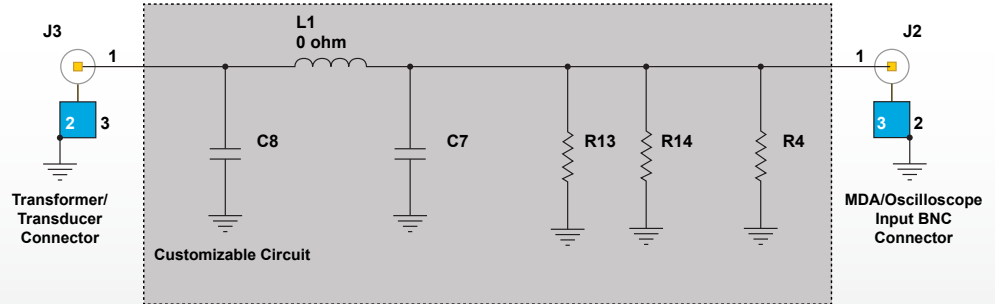 J3
1
2
3
Transformer/
Transducer
Connector
L1
0 ohm
C8
C7
R13
R14
R4
Customizable Circuit
J2
1
3
2
MDA/Oscilloscope
Input BNC
Connector